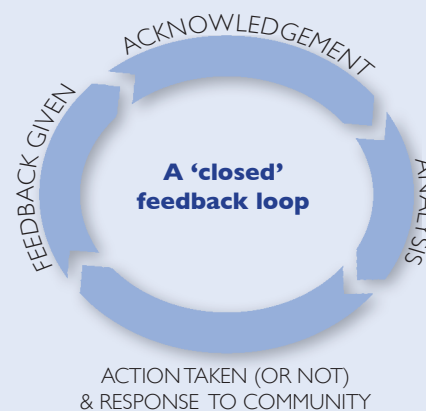 ACKNOWLEDGEMENT
FEEDBACK GIVEN
A ‘closed’
feedback loop
ANALYSIS
ACTION TAKEN (OR NOT)
& RESPONSE TO COMMUNITY